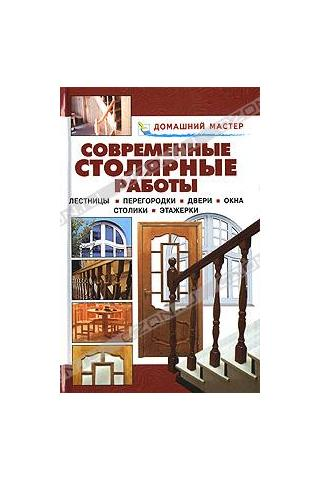 ДОМАШНИЙ МАСТЕР
СОВРЕМЕННЫЕ
СТОЛЯРНЫЕ
РАБОТЫ
ЛЕСТНИЦЫ ▪ ПЕРЕГОРОДКИ ▪ ДВЕРИ ▪ ОКНА
СТОЛИКИ ▪ ЭТАЖЕРКИ